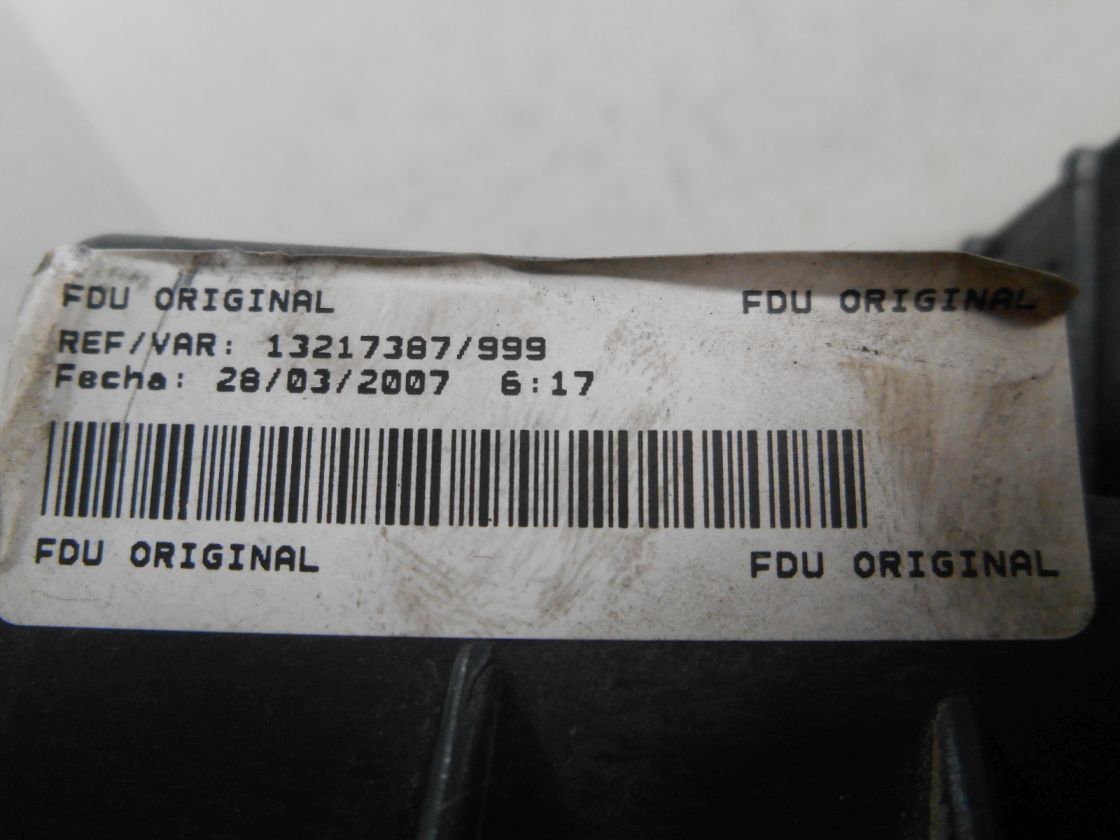 FDU ORIGINAL FDU ORIGINAL
REF/VAR: 13217387/999
Fecha: 28/03/2007 6:17
FDU ORIGINAL FDU ORIGINAL